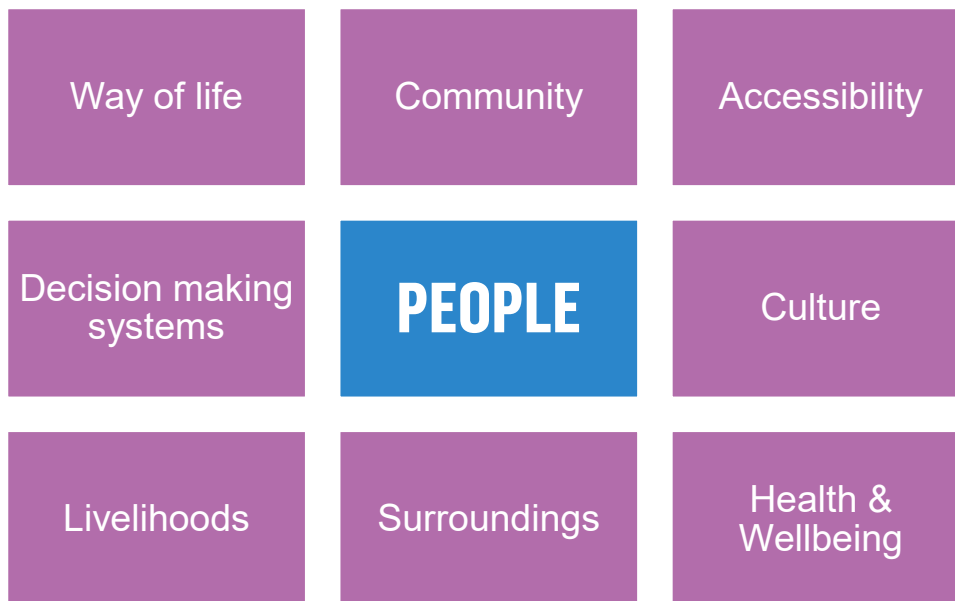 Way of life
Community
Accessibility
Decision making
systems
PEOPLE
Culture
Livelihoods
Surroundings
Health &
Wellbeing